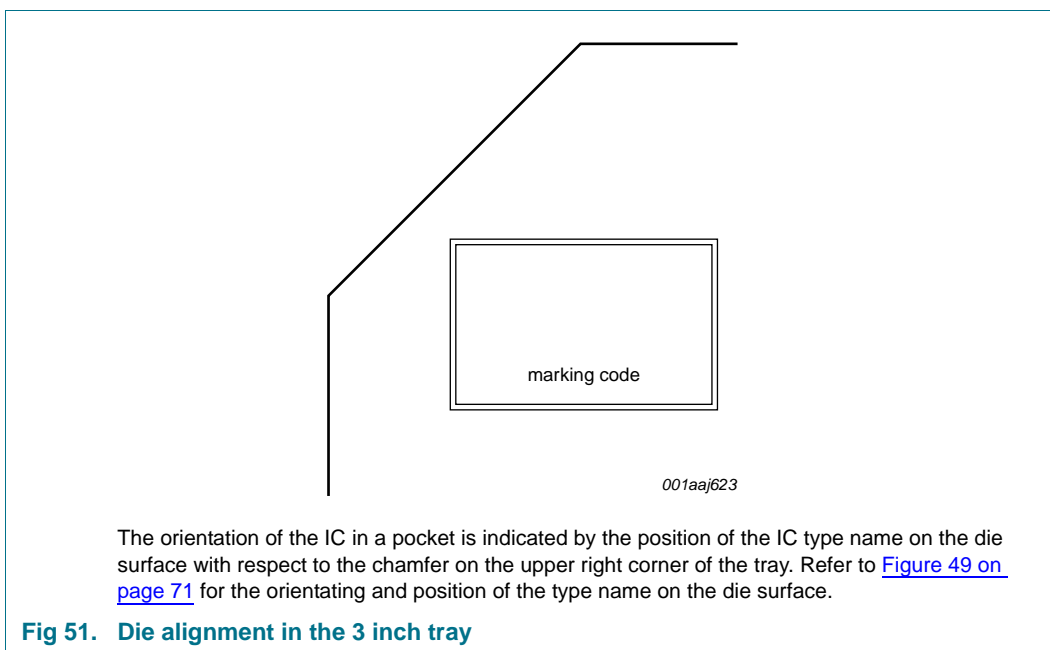 marking code
001aaj623
The orientation of the IC in a pocket is indicated by the position of the IC type name on the die
surface with respect to the chamfer on the upper right corner of the tray. Refer to Figure 49 on
page 71 for the orientating and position of the type name on the die surface.
Fig 51. Die alignment in the 3 inch tray